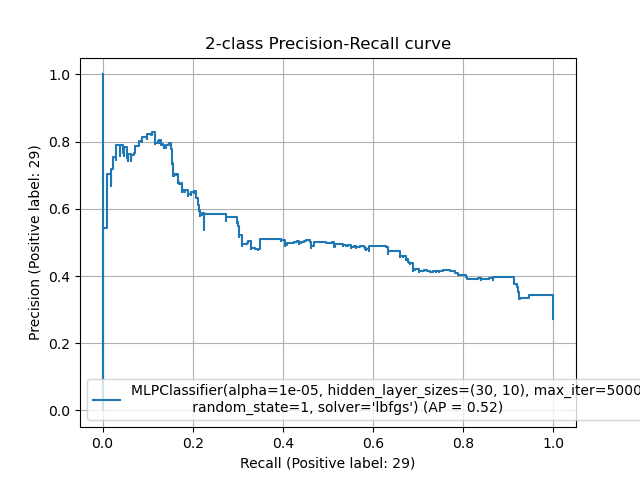 2-class Precision-Recall curve
1.0
0.8
0.6
0.4
0.2
0.0
Precision (Positive label: 29)
MLPClassifier(alpha=1e-05, hidden_layer_sizes=(30, 10), max_iter=5000
random_state=1, solver='lbfgs') (AP = 0.52)
0.0 0.2 0.4 0.6 0.8 1.0
Recall (Positive label: 29)